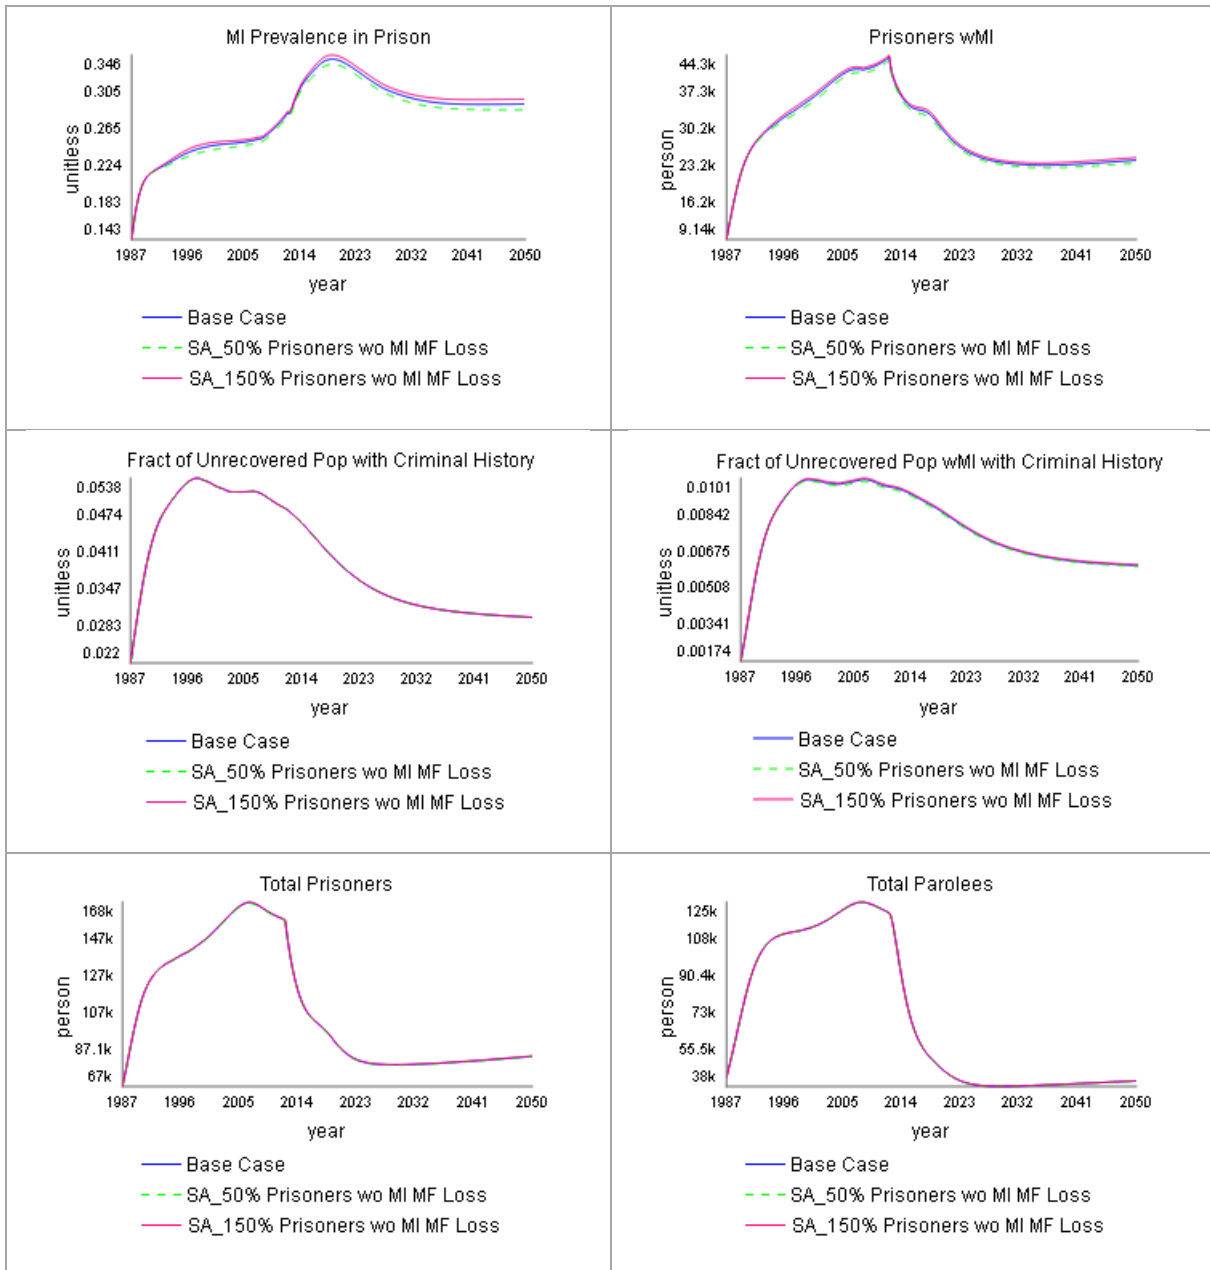 MI Prevalence in Prison
0.346
0.305
0.265
0.224
0.183
0.143
unitless
1987 1996 2005 2014 2023 2032 2041 2050
year
Base Case
SA_50% Prisoners wo MI MF Loss
SA_150% Prisoners wo MI MF Loss
Prisoners wMI
44.3k
37.3k
30.2k
23.2k
16.2k
9.14k
person
1987 1996 2005 2014 2023 2032 2041 2050
year
Base Case
SA_50% Prisoners wo MI MF Loss
SA_150% Prisoners wo MI MF Loss
Fract of Unrecovered Pop with Criminal History
0.0538
0.0474
0.0411
0.0347
0.0283
0.022
unitless
1987 1996 2005 2014 2023 2032 2041 2050
year
Base Case
SA_50% Prisoners wo MI MF Loss
SA_150% Prisoners wo MI MF Loss
Fract of Unrecovered Pop wMI with Criminal History
0.0101
0.00842
0.00675
0.00508
0.00341
0.00174
unitless
1987 1996 2005 2014 2023 2032 2041 2050
year
Base Case
SA_50% Prisoners wo MI MF Loss
SA_150% Prisoners wo MI MF Loss
Total Prisoners
168k
147k
127k
107k
87.1k
67k
person
1987 1996 2005 2014 2023 2032 2041 2050
year
Base Case
SA_50% Prisoners wo MI MF Loss
SA_150% Prisoners wo MI MF Loss
Total Parolees
125k
108k
90.4k
73k
55.5k
38k
person
1987 1996 2005 2014 2023 2032 2041 2050
year
Base Case
SA_50% Prisoners wo MI MF Loss
SA_150% Prisoners wo MI MF Loss